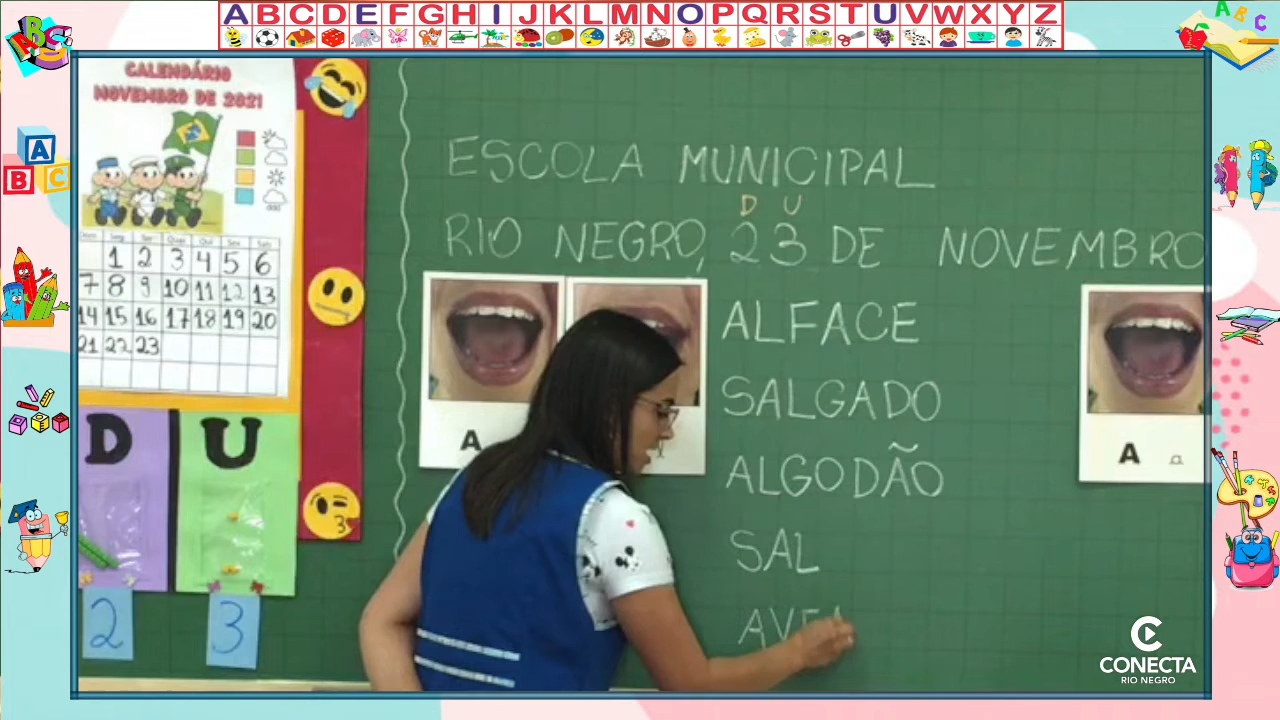 A B C D E F G H I J K L M N O P Q R S T U V W X Y Z
ABC
A
B
C
CALENDÁRIO
NOVEMBRO DE 2021
1 2 3 4 5 6
7 8 9 10 11 12 13
14 15 16 17 18 19 20
21 22 23
D U
2 3
ESCOLA MUNICIPAL
D U
RIO NEGRO, 23 DE NOVEMBRO
ALFACE
SALGADO
ALGODÃO
SAL
A
A a
CONECTA
RIO NEGRO